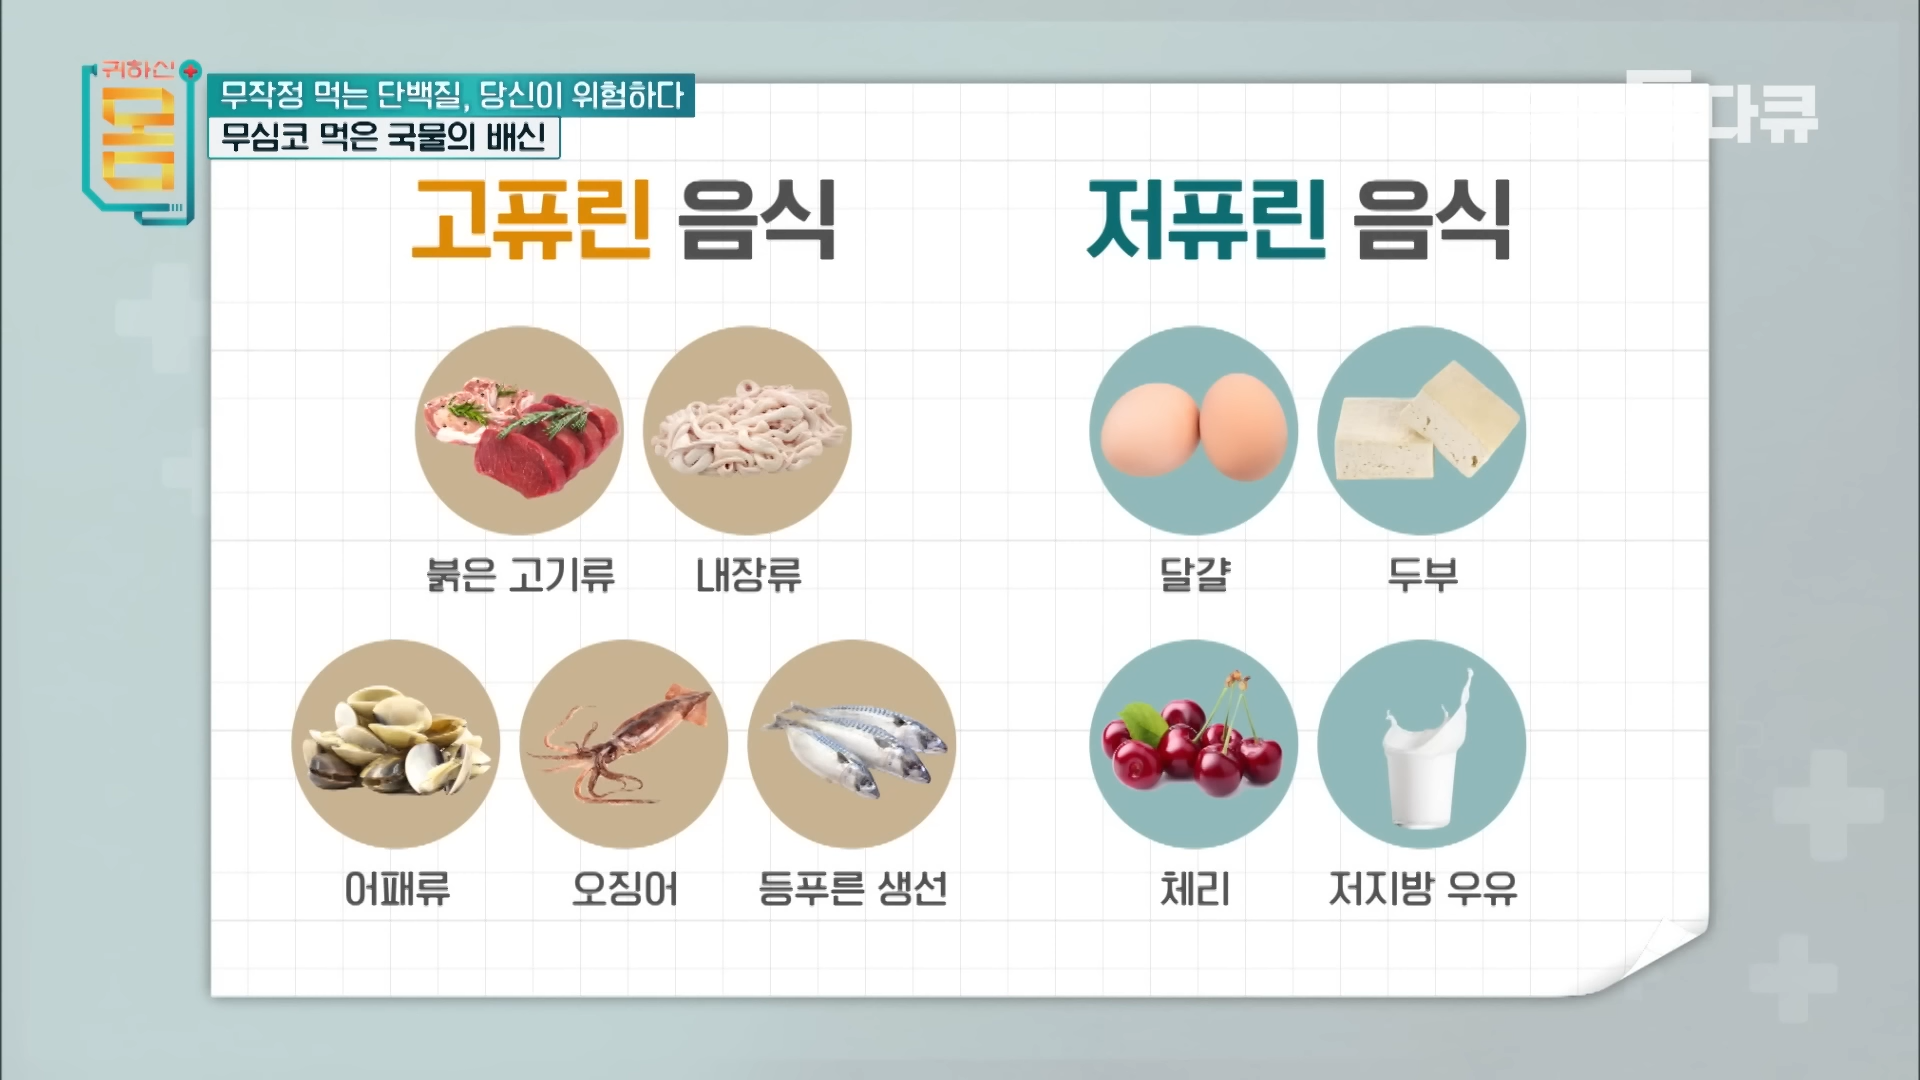 귀하신
몸
무작정 먹는 단백질, 당신이 위험하다
무심코 먹은 국물의 배신
다큐
고퓨린 음식
저퓨린 음식
붉은 고기류
내장류
달걀
두부
어패류
오징어
등푸른 생선
체리
저지방 우유